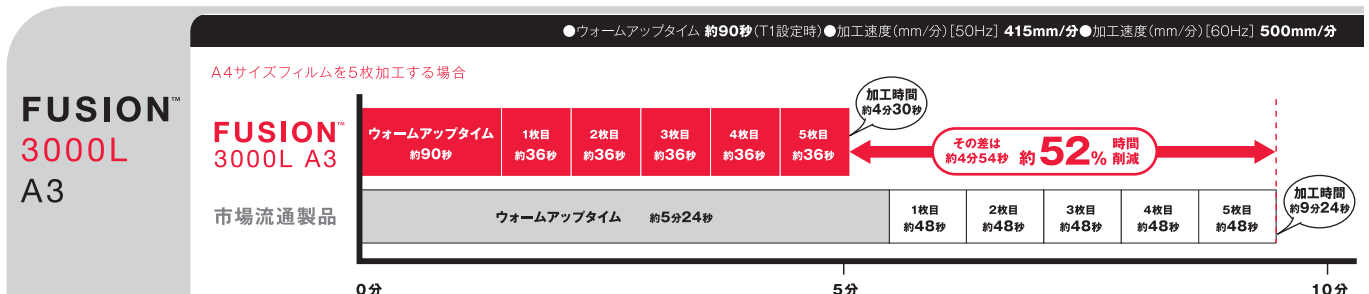 ●ウォームアップタイム 約90秒(T1設定時)●加工速度(mm/分)[50Hz] 415mm/分●加工速度(mm/分)[60Hz] 500mm/分
FUSION™
3000L
A3
A4サイズフィルムを5枚加工する場合
FUSION™
3000L A3
ウォームアップタイム
約90秒
1枚目
約36秒
2枚目
約36秒
3枚目
約36秒
4枚目
約36秒
5枚目
約36秒
加工時間
約4分30秒
その差は
約4分54秒
約52%
時間
削減
市場流通製品
ウォームアップタイム 約5分24秒
1枚目
約48秒
2枚目
約48秒
3枚目
約48秒
4枚目
約48秒
5枚目
約48秒
加工時間
約9分24秒
0分
5分
10分